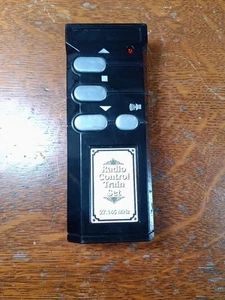 Radio
Control
Train
Set
27.145 MHz